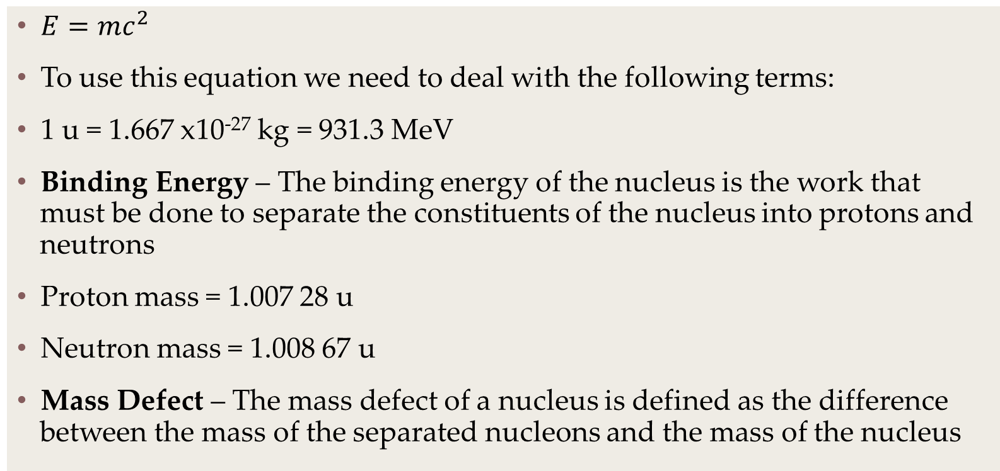 • E = mc²
• To use this equation we need to deal with the following terms:
• 1 u = 1.667 x10⁻²⁷ kg = 931.3 MeV
• Binding Energy – The binding energy of the nucleus is the work that
must be done to separate the constituents of the nucleus into protons and
neutrons
• Proton mass = 1.007 28 u
• Neutron mass = 1.008 67 u
• Mass Defect – The mass defect of a nucleus is defined as the difference
between the mass of the separated nucleons and the mass of the nucleus